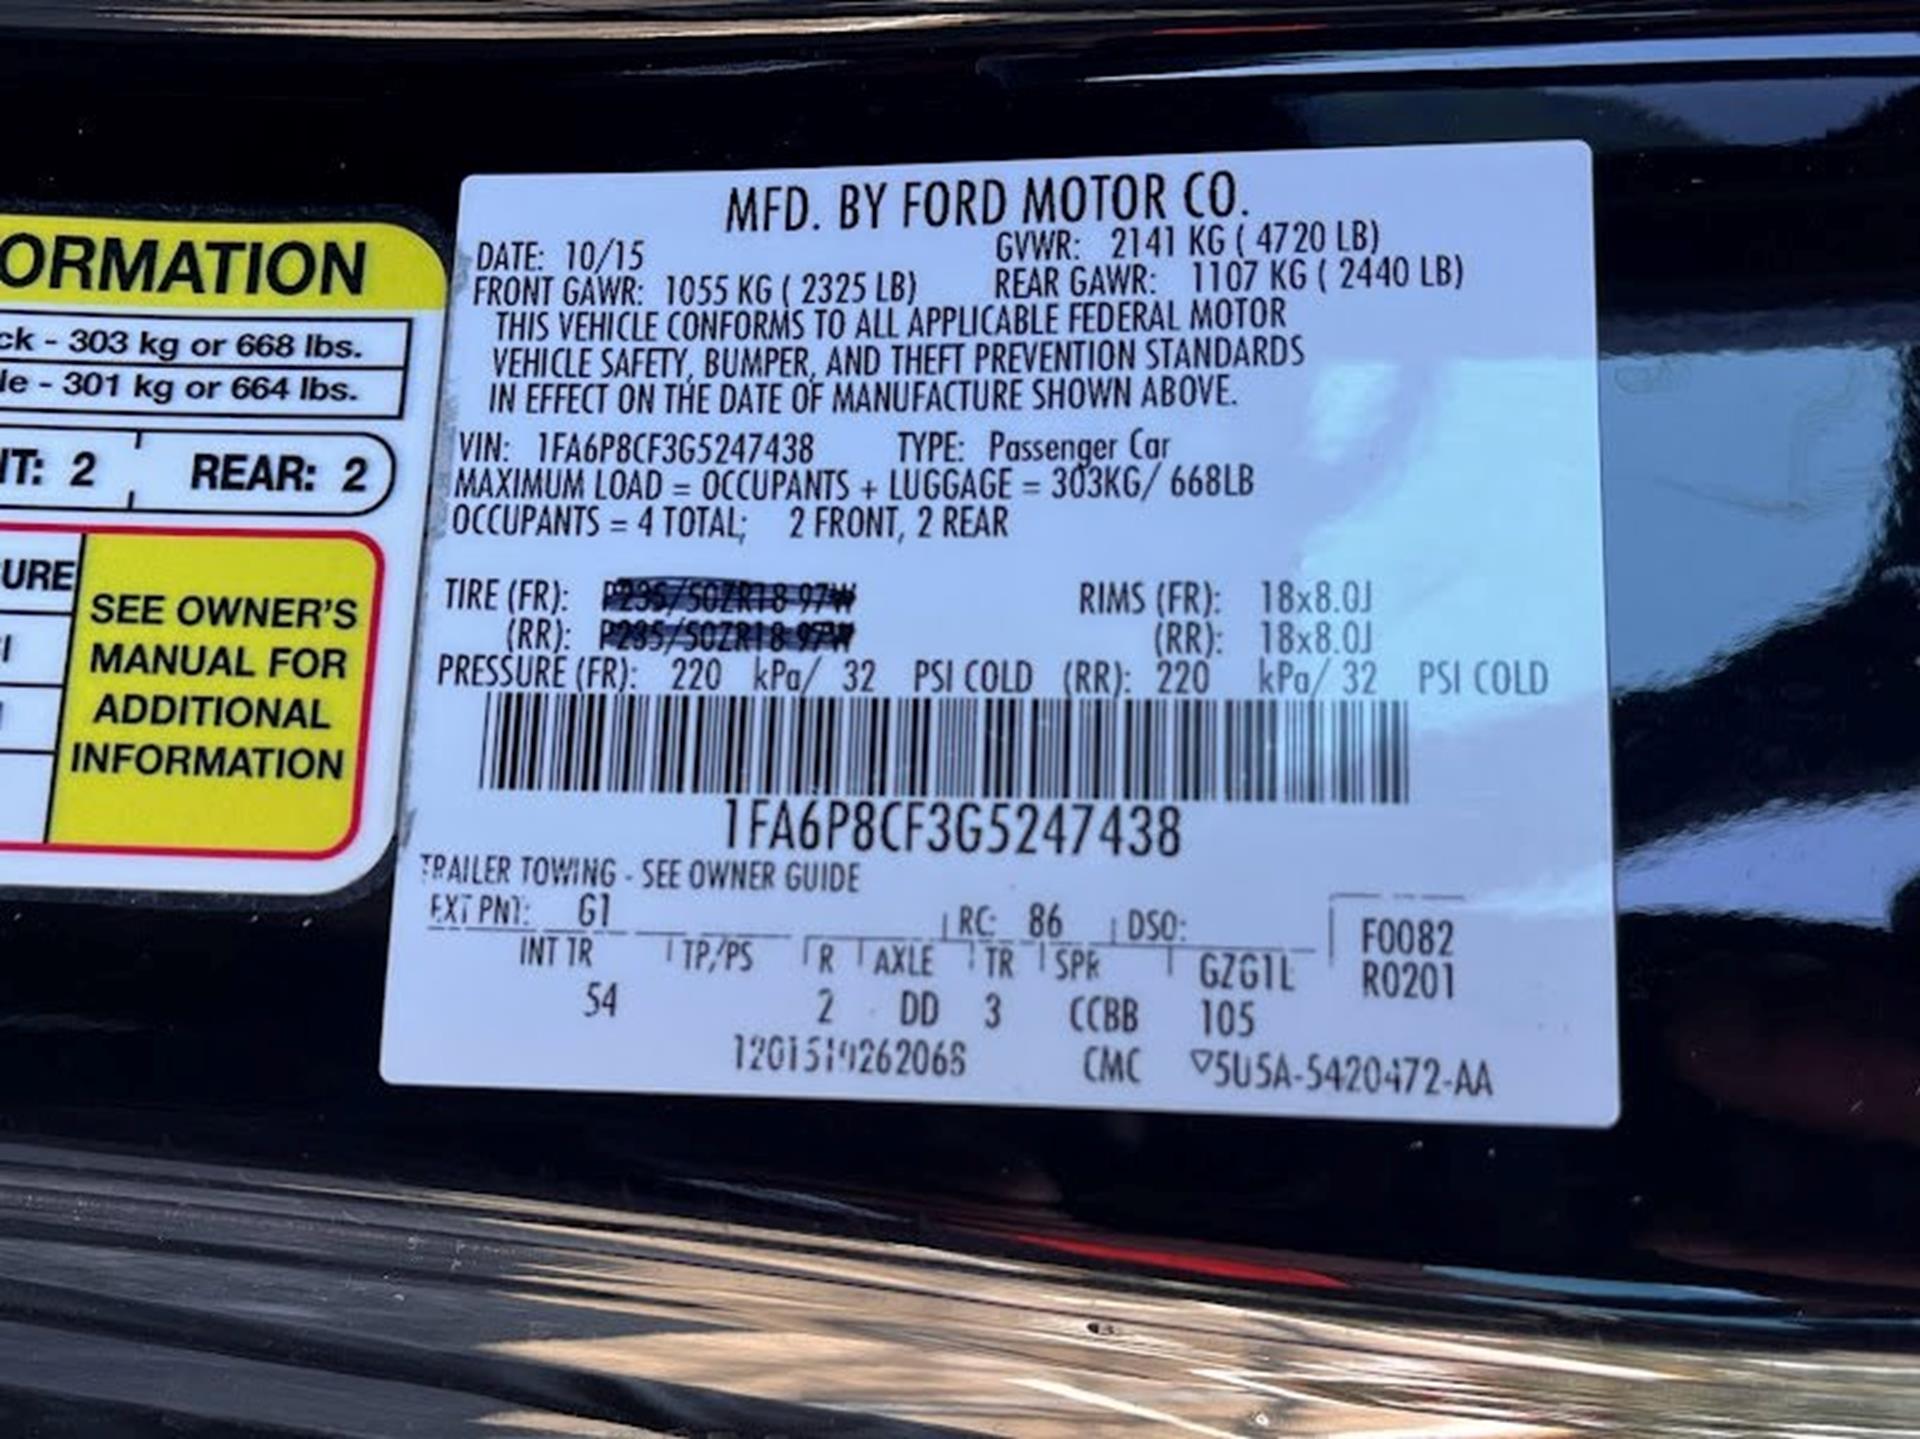 ORMATION
ck - 303 kg or 668 lbs.
le - 301 kg or 664 lbs.
NT: 2 REAR: 2
URE
SEE OWNER'S
MANUAL FOR
ADDITIONAL
INFORMATION
MFD. BY FORD MOTOR CO.
DATE: 10/15 GVWR: 2141 KG ( 4720 LB)
FRONT GAWR: 1055 KG ( 2325 LB) REAR GAWR: 1107 KG ( 2440 LB)
THIS VEHICLE CONFORMS TO ALL APPLICABLE FEDERAL MOTOR
VEHICLE SAFETY, BUMPER, AND THEFT PREVENTION STANDARDS
IN EFFECT ON THE DATE OF MANUFACTURE SHOWN ABOVE.
VIN: 1FA6P8CF3G5247438 TYPE: Passenger Car
MAXIMUM LOAD = OCCUPANTS + LUGGAGE = 303KG/ 668LB
OCCUPANTS = 4 TOTAL; 2 FRONT, 2 REAR
TIRE (FR): P235/50ZR18 97W RIMS (FR): 18x8.0J
(RR): P235/50ZR18 97W (RR): 18x8.0J
PRESSURE (FR): 220 kPa/ 32 PSI COLD (RR): 220 kPa/ 32 PSI COLD
1FA6P8CF3G5247438
TRAILER TOWING - SEE OWNER GUIDE
EXT PNT: G1 RC: 86 DSO: F0082
INT TR TP/PS R AXLE TR SPR GZG1L R0201
54 2 DD 3 CCBB 105
CMC 5U5A-5420472-AA